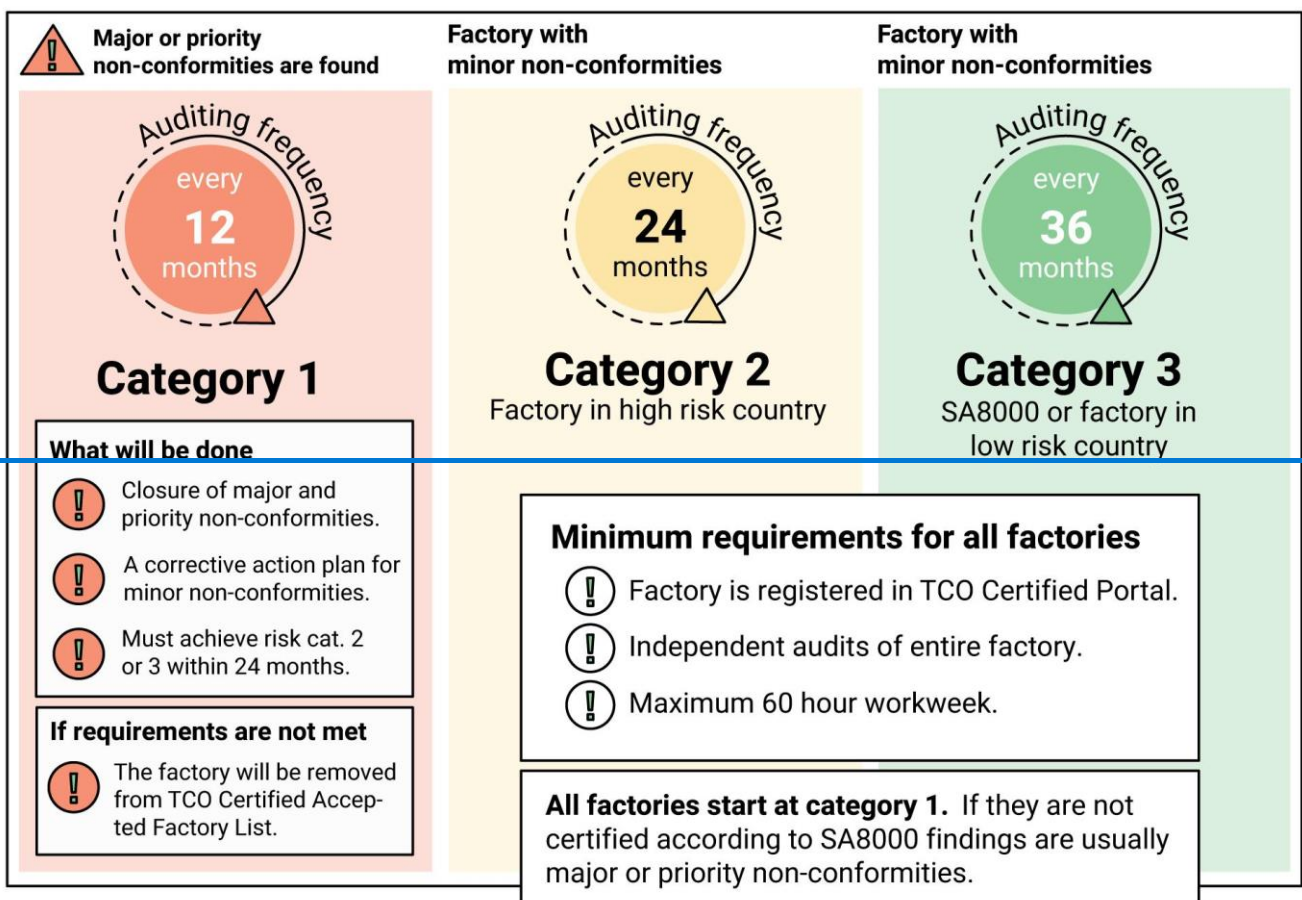 Major or priority
non-conformities are found
Auditing frequency
every
12
months
Category 1
What will be done
Closure of major and
priority non-conformities.
A corrective action plan for
minor non-conformities.
Must achieve risk cat. 2
or 3 within 24 months.
If requirements are not met
The factory will be removed
from TCO Certified Accep-
ted Factory List.
Factory with
minor non-conformities
Auditing frequency
every
24
months
Category 2
Factory in high risk country
Factory with
minor non-conformities
Auditing frequency
every
36
months
Category 3
SA8000 or factory in
low risk country
Minimum requirements for all factories
Factory is registered in TCO Certified Portal.
Independent audits of entire factory.
Maximum 60 hour workweek.
All factories start at category 1. If they are not
certified according to SA8000 findings are usually
major or priority non-conformities.